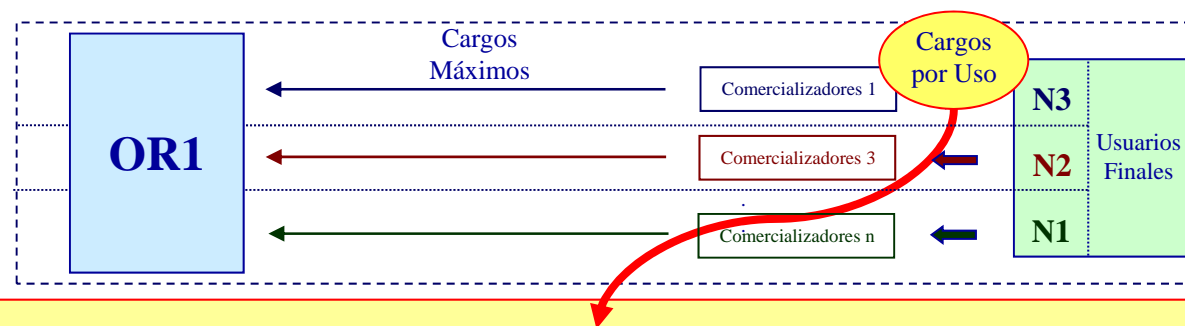 Cargos
Máximos
Cargos
por Uso
OR1
Comercializadores 1
N3
Comercializadores 3
N2
Usuarios
Finales
Comercializadores n
N1